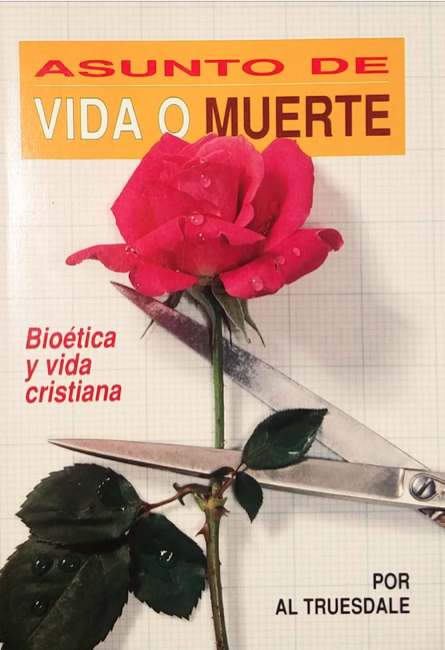 ASUNTO DE
VIDA O MUERTE
Bioética
y vida
cristiana
POR
AL TRUESDALE